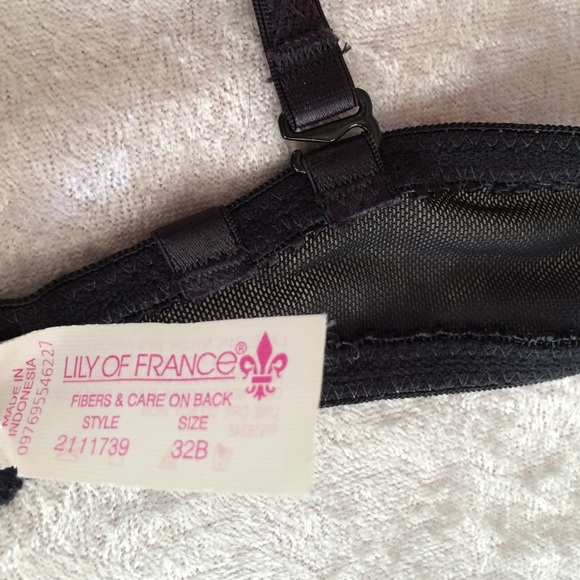 LILY OF FRANCE®
FIBERS & CARE ON BACK
STYLE SIZE
2111739 32B
MADE IN
INDONESIA
097695546227